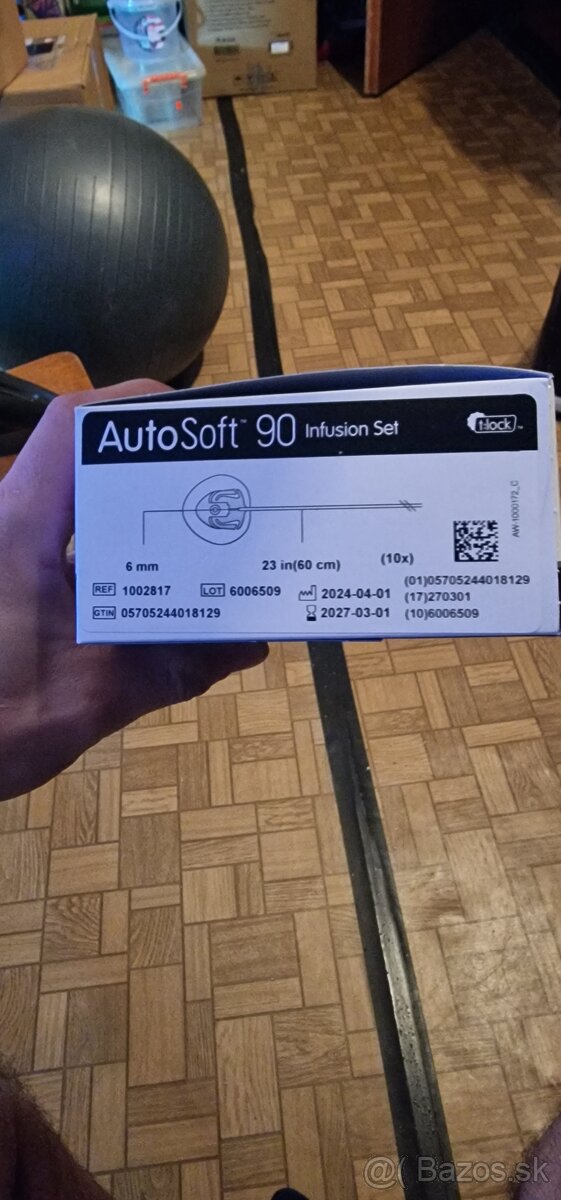 AutoSoft™ 90 Infusion Set
t:lock™
AW-1000172_C
6 mm
23 in(60 cm)
(10x)
REF 1002817
LOT 6006509
2024-04-01
(01)05705244018129
(17)270301
GTIN 05705244018129
2027-03-01
(10)6006509
@( Bazos.sk